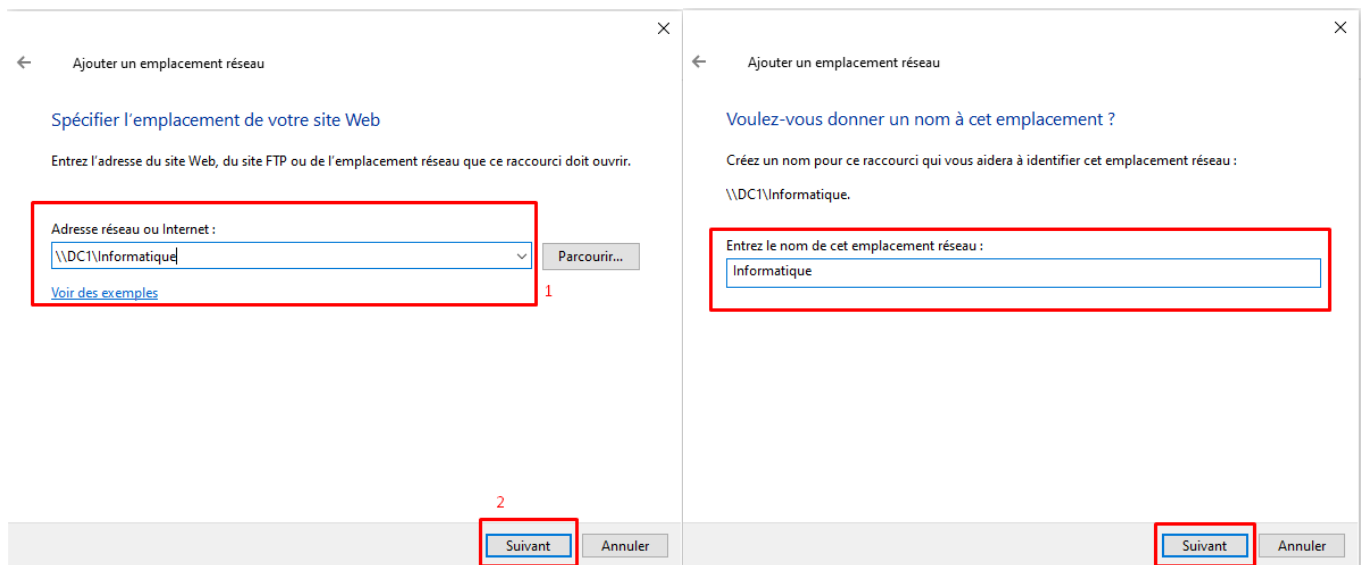 Ajouter un emplacement réseau
Spécifier l'emplacement de votre site Web
Entrez l'adresse du site Web, du site FTP ou de l'emplacement réseau que ce raccourci doit ouvrir.
Adresse réseau ou Internet :
\\DC1\Informatique
Parcourir...
Voir des exemples
1
2
Suivant
Annuler
Ajouter un emplacement réseau
Voulez-vous donner un nom à cet emplacement ?
Créez un nom pour ce raccourci qui vous aidera à identifier cet emplacement réseau :
\\DC1\Informatique.
Entrez le nom de cet emplacement réseau :
Informatique
Suivant
Annuler